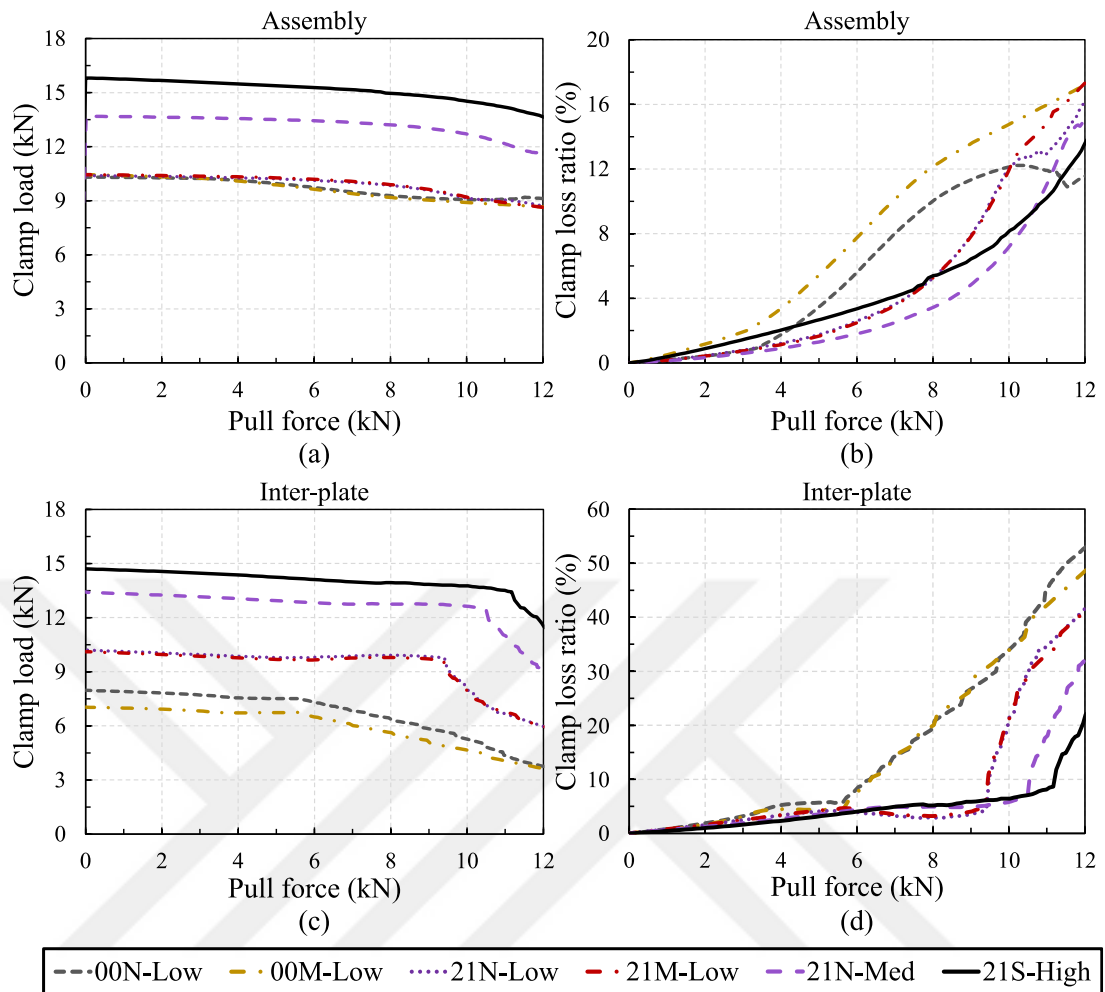 Assembly
Clamp load (kN)
18
15
12
9
6
3
0
0 2 4 6 8 10 12
Pull force (kN)
(a)
Assembly
Clamp loss ratio (%)
20
16
12
8
4
0
0 2 4 6 8 10 12
Pull force (kN)
(b)
Inter-plate
Clamp load (kN)
18
15
12
9
6
3
0
0 2 4 6 8 10 12
Pull force (kN)
(c)
Inter-plate
Clamp loss ratio (%)
60
50
40
30
20
10
0
0 2 4 6 8 10 12
Pull force (kN)
(d)
00N-Low 00M-Low 21N-Low 21M-Low 21N-Med 21S-High